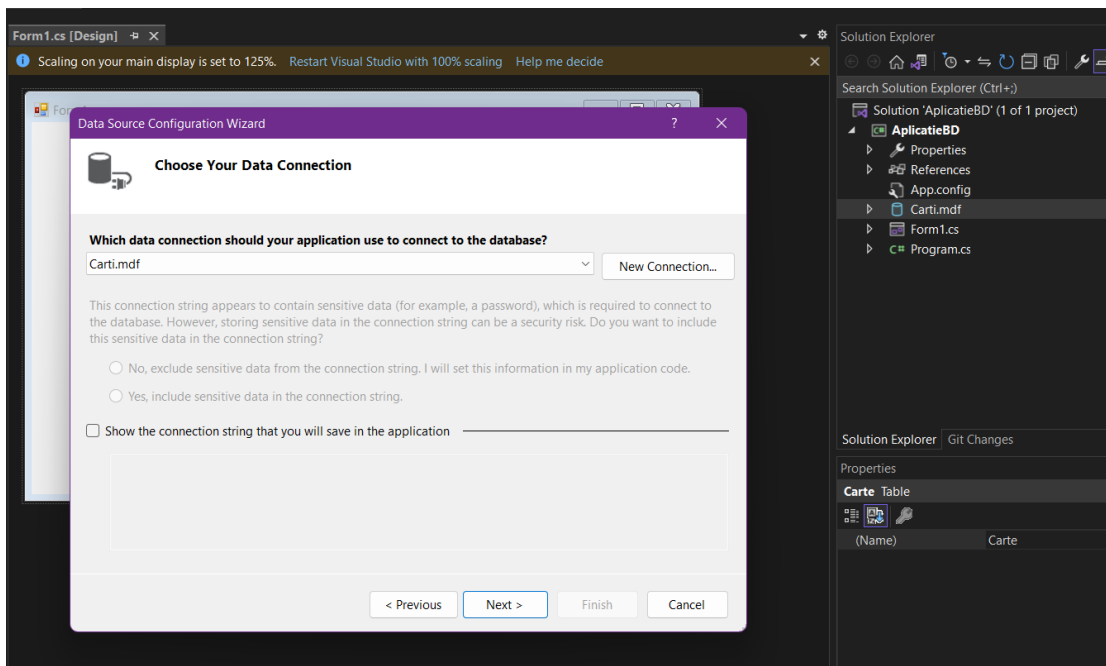 Form1.cs [Design]
Scaling on your main display is set to 125%. Restart Visual Studio with 100% scaling Help me decide
Data Source Configuration Wizard
?
Choose Your Data Connection
Which data connection should your application use to connect to the database?
Carti.mdf
New Connection...
This connection string appears to contain sensitive data (for example, a password), which is required to connect to
the database. However, storing sensitive data in the connection string can be a security risk. Do you want to include
this sensitive data in the connection string?
No, exclude sensitive data from the connection string. I will set this information in my application code.
Yes, include sensitive data in the connection string.
Show the connection string that you will save in the application
< Previous
Next >
Finish
Cancel
Solution Explorer
Search Solution Explorer (Ctrl+;)
Solution 'AplicatieBD' (1 of 1 project)
AplicatieBD
Properties
References
App.config
Carti.mdf
Form1.cs
C# Program.cs
Solution Explorer Git Changes
Properties
Carte Table
(Name) Carte